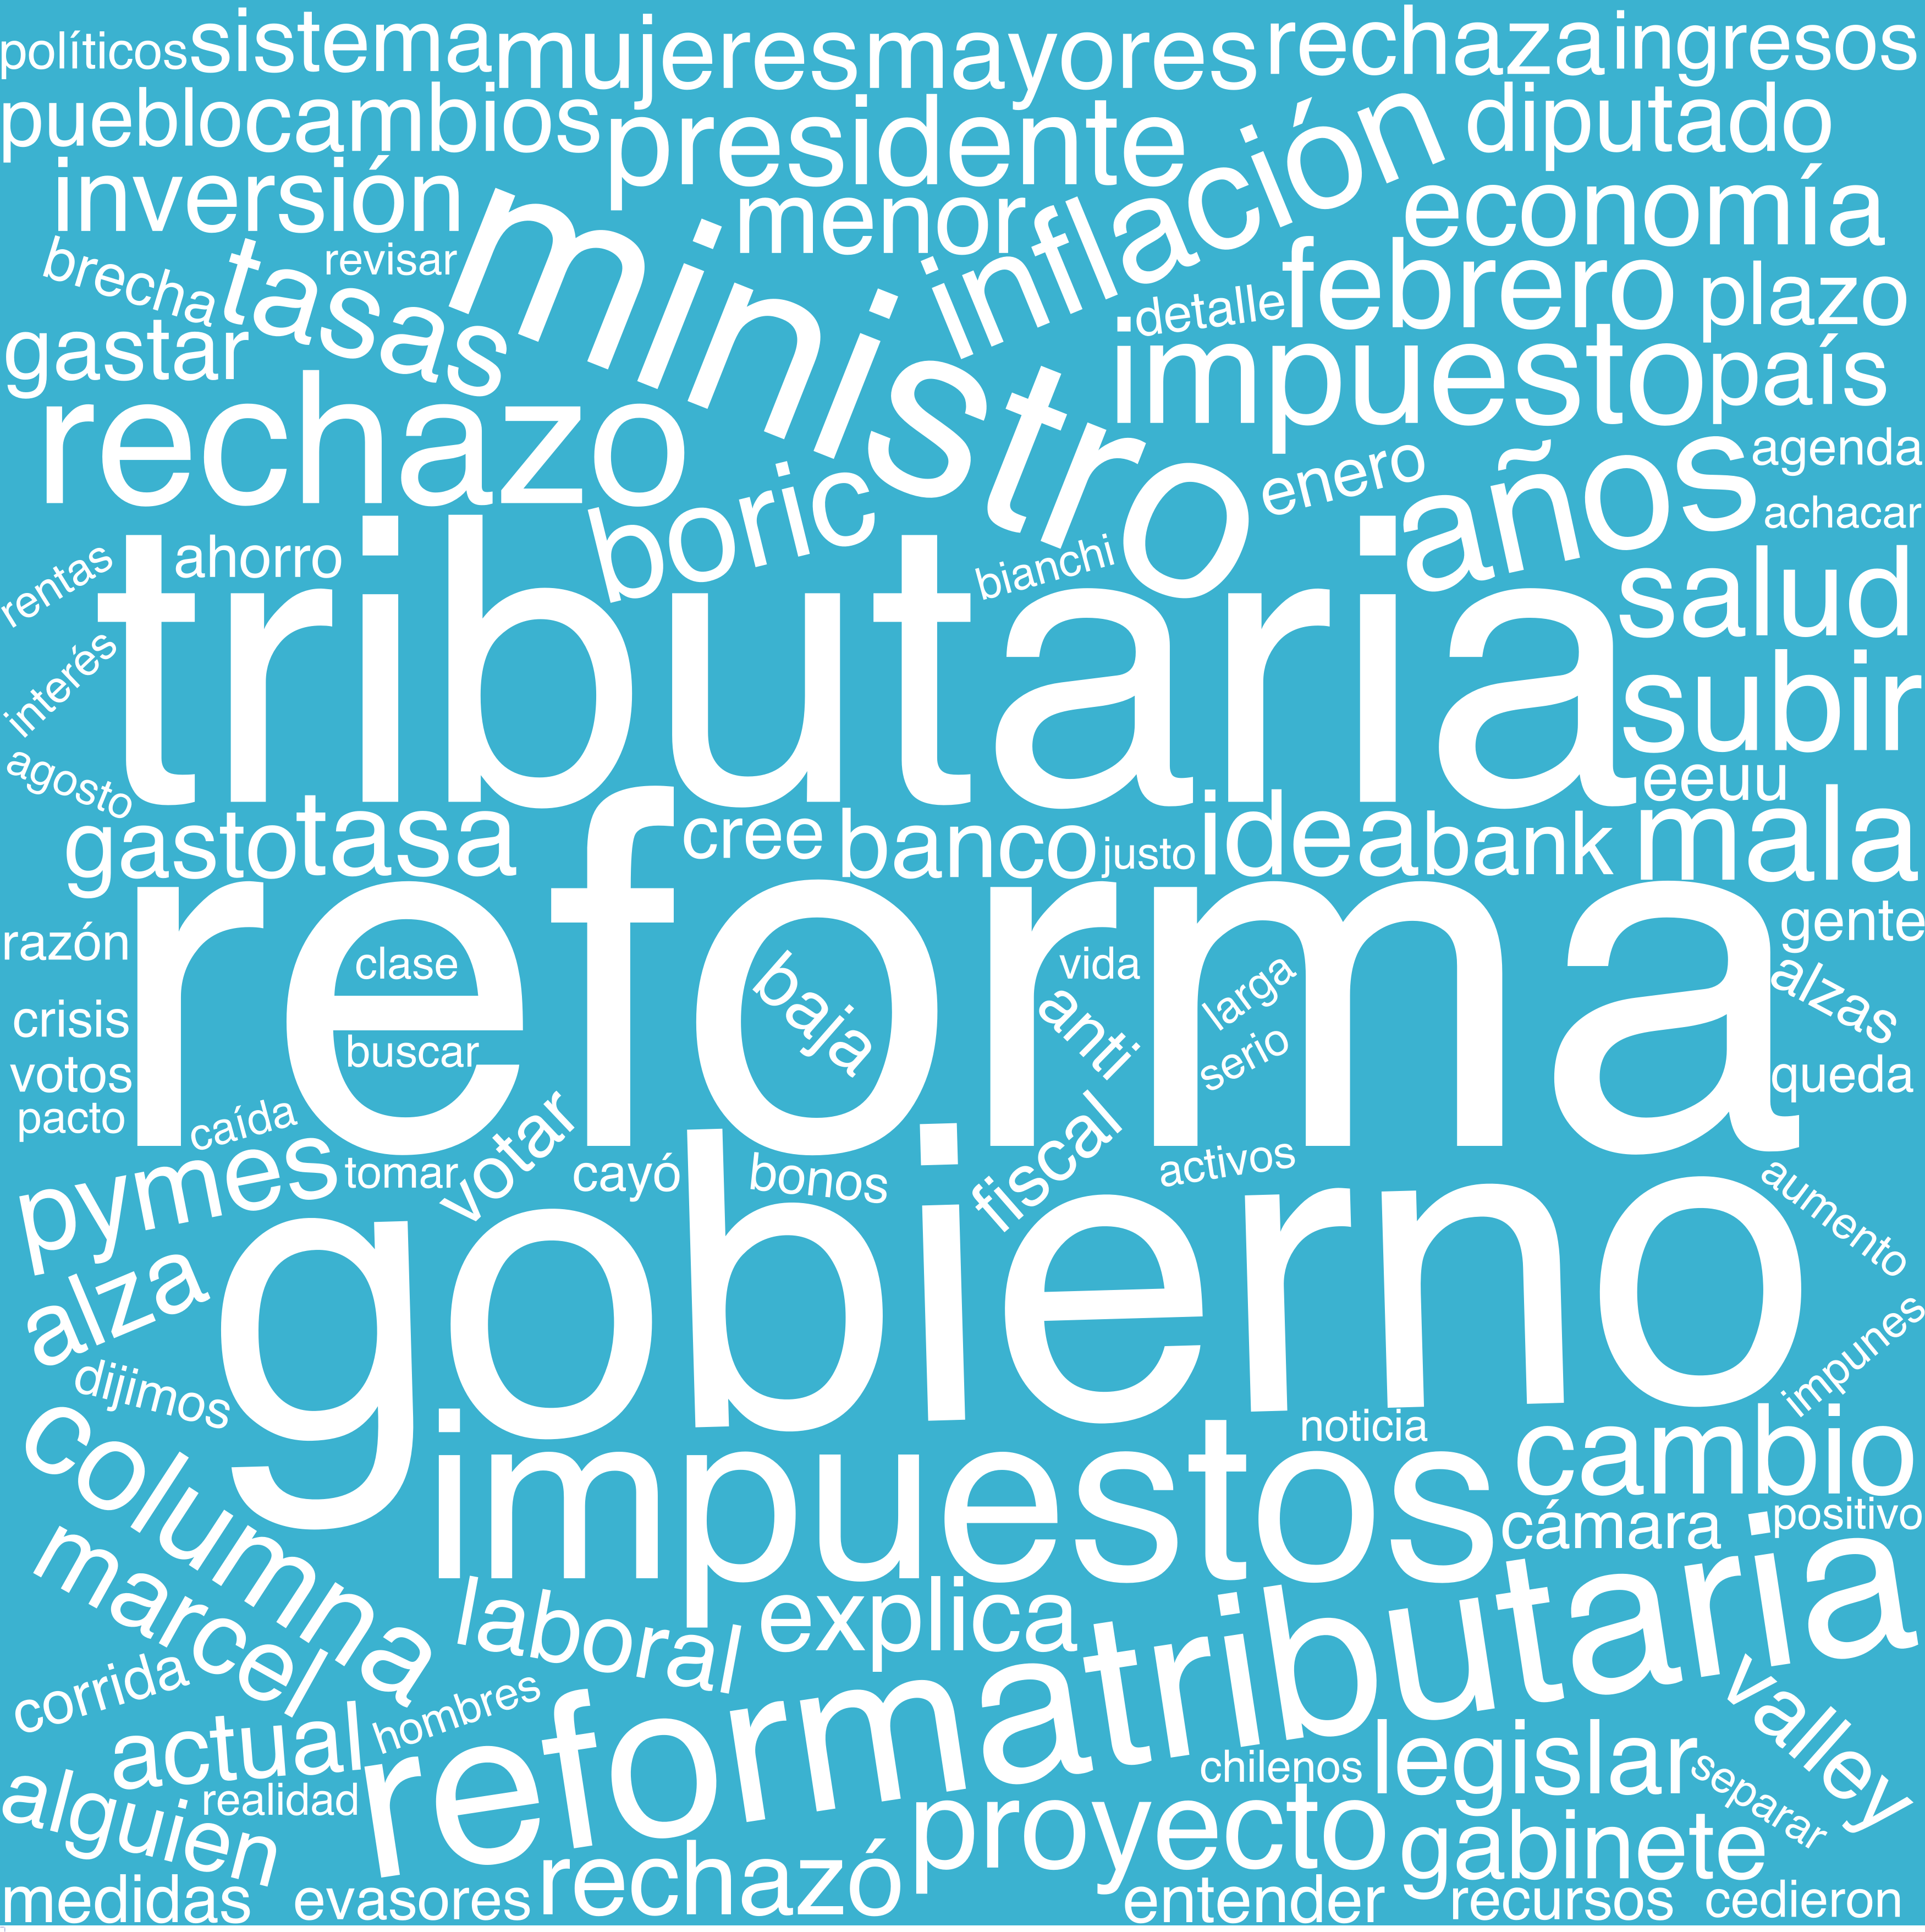 políticos sistema mujeres mayores rechaza ingresos
pueblo cambios presidente inflación diputado
inversión menor economía
brecha tasas revisar ministro detalle febrero plazo
gastar impuesto país
rechazo boric enero años agenda
achacar
rentas ahorro bianchi salud
tributaria
interés subir
agosto eeuu
gasto tasa cree banco justo idea bank mala
reforma
razón clase baja vida larga gente
crisis buscar anti serio alzas
votos queda
pacto caída votar fiscal
pymes tomar cayó bonos activos aumento
alza gobierno
dijimos noticia impunes
columna impuestos cambio
cámara positivo
marcel laboral explica
corrida hombres reformatributaria valley
actual chilenos legislar separar
alguien realidad proyecto gabinete
medidas evasores rechazó entender recursos cedieron